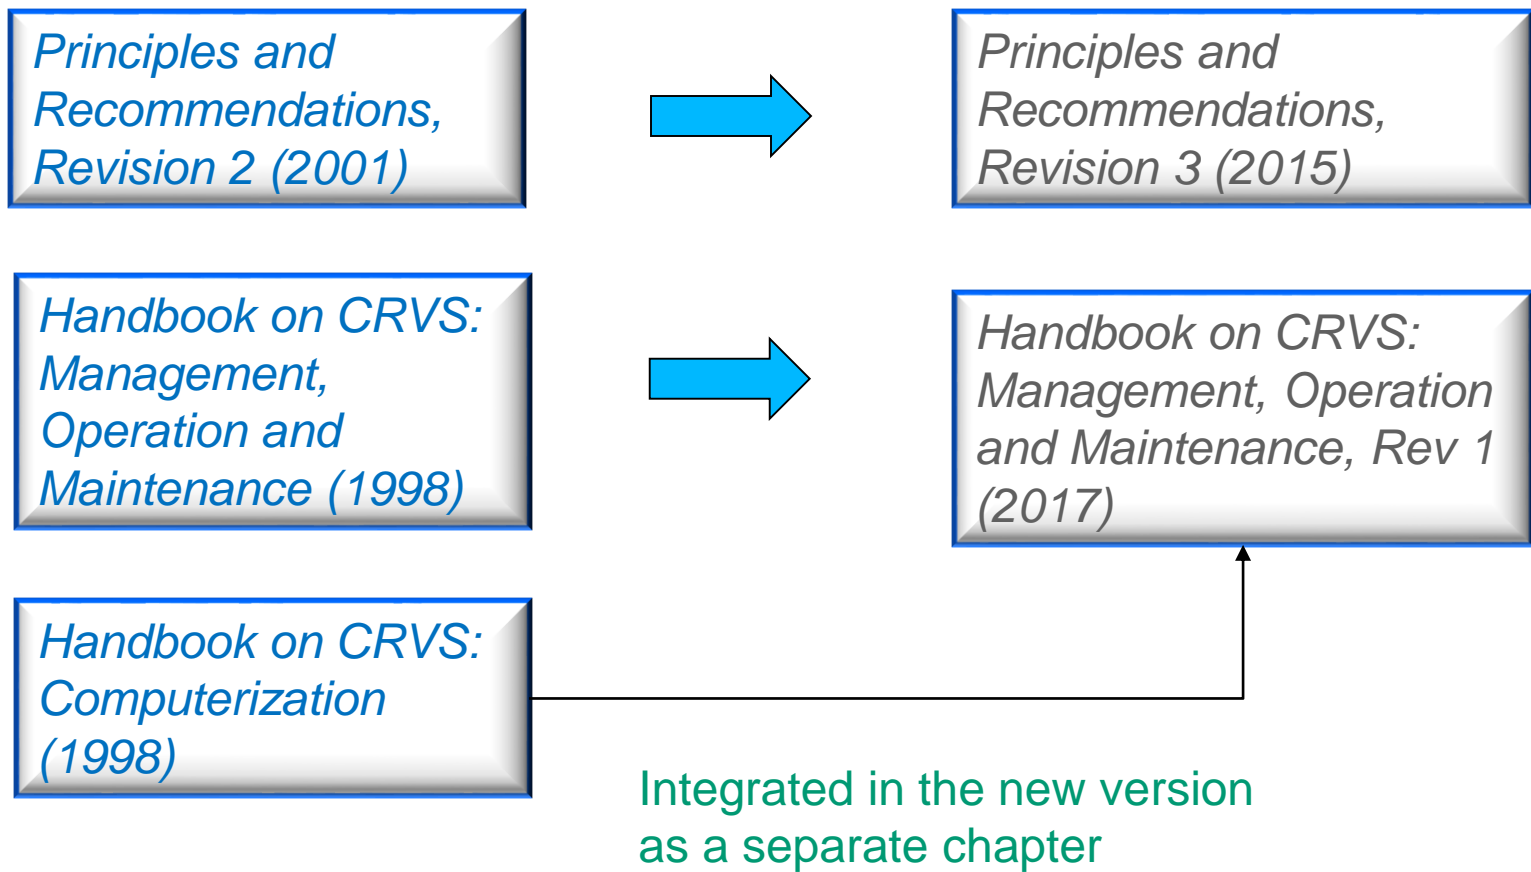 Principles and
Recommendations,
Revision 2 (2001)
Principles and
Recommendations,
Revision 3 (2015)
Handbook on CRVS:
Management,
Operation and
Maintenance (1998)
Handbook on CRVS:
Management, Operation
and Maintenance, Rev 1
(2017)
Handbook on CRVS:
Computerization
(1998)
Integrated in the new version
as a separate chapter